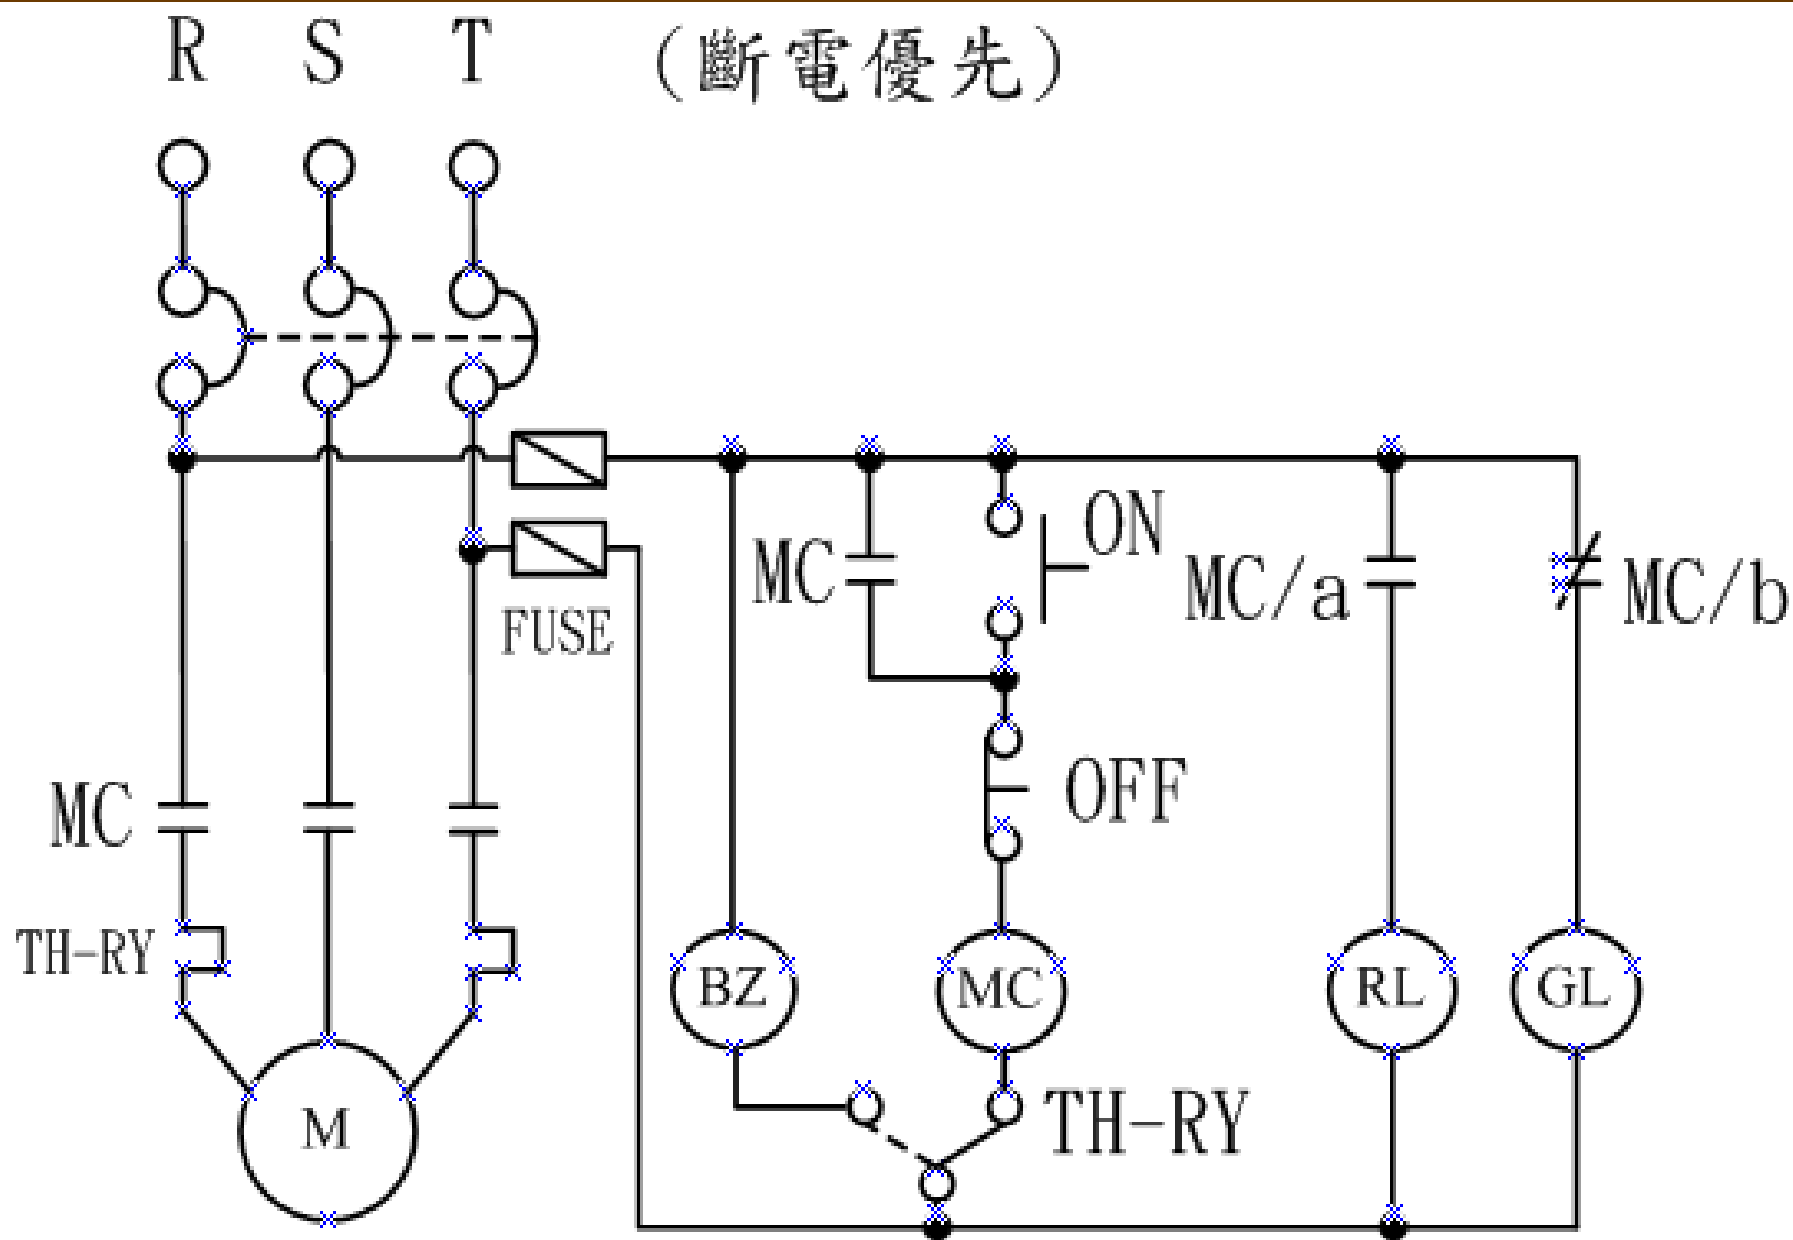 R S T (斷電優先)
FUSE
MC
ON
MC/a
MC/b
MC
OFF
TH-RY
BZ
MC
RL
GL
M
TH-RY